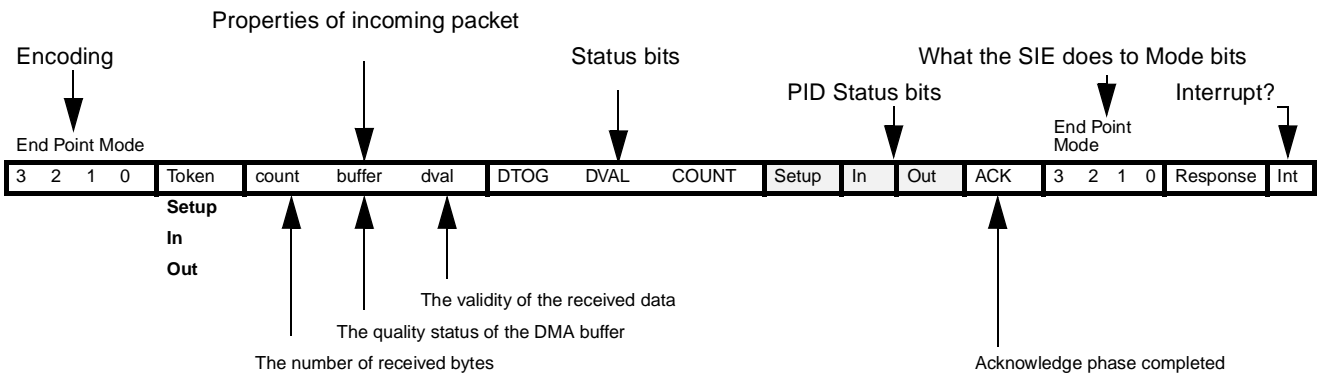 Properties of incoming packet
Encoding
Status bits
What the SIE does to Mode bits
PID Status bits
Interrupt?
End Point Mode
End Point
Mode
3 2 1 0 Token count buffer dval DTOG DVAL COUNT Setup In Out ACK 3 2 1 0 Response Int
Setup
In
Out
The validity of the received data
The quality status of the DMA buffer
The number of received bytes
Acknowledge phase completed